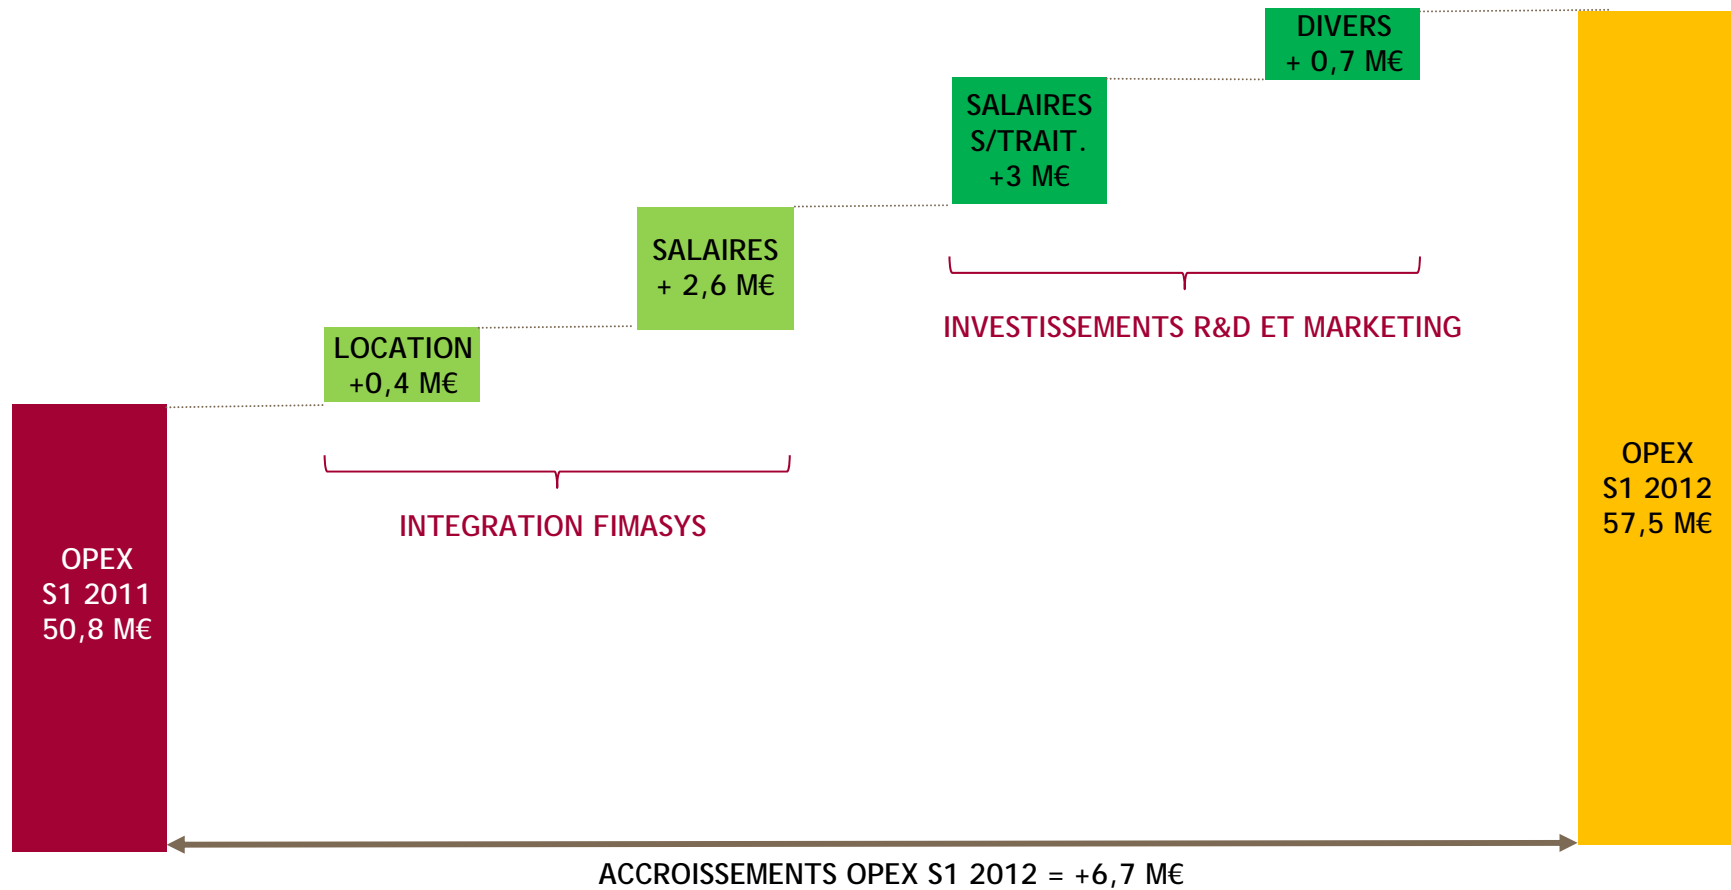 OPEX
S1 2011
50,8 M€
LOCATION
+0,4 M€
SALAIRES
+ 2,6 M€
INTEGRATION FIMASYS
SALAIRES
S/TRAIT.
+3 M€
DIVERS
+ 0,7 M€
INVESTISSEMENTS R&D ET MARKETING
OPEX
S1 2012
57,5 M€
ACCROISSEMENTS OPEX S1 2012 = +6,7 M€